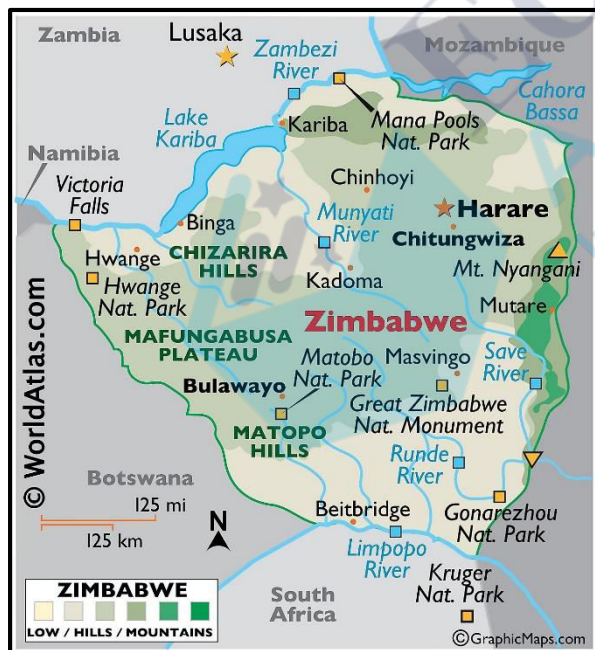 Zambia
Lusaka
Zambezi
River
Mozambique
Cahora
Bassa
Lake
Kariba
Kariba
Mana Pools
Nat. Park
Namibia
Victoria
Falls
Chinhoyi
Binga
Munyati
River
Harare
Chitungwiza
Hwange
CHIZARIRA
HILLS
Mt. Nyangani
Hwange
Nat. Park
Kadoma
Zimbabwe
Mutare
MAFUNGABUSA
PLATEAU
Matobo
Nat. Park
Masvingo
Save
River
Bulawayo
Great Zimbabwe
Nat. Monument
MATOPO
HILLS
Runde
River
Botswana
125 mi
125 km
N
Beitbridge
Gonarezhou
Nat. Park
Limpopo
River
Kruger
Nat. Park
South
Africa
ZIMBABWE
LOW / HILLS / MOUNTAINS
© WorldAtlas.com
© GraphicMaps.com